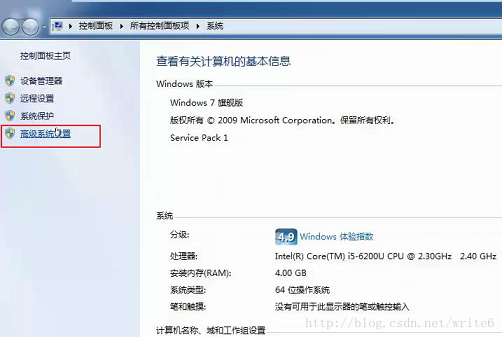 控制面板 ▸ 所有控制面板项 ▸ 系统
控制面板主页
设备管理器
远程设置
系统保护
高级系统设置
查看有关计算机的基本信息
Windows 版本
Windows 7 旗舰版
版权所有 © 2009 Microsoft Corporation。保留所有权利。
Service Pack 1
系统
分级: 4.9 Windows 体验指数
处理器: Intel(R) Core(TM) i5-6200U CPU @ 2.30GHz 2.40 GHz
安装内存(RAM): 4.00 GB
系统类型: 64 位操作系统
笔和触摸: 没有可用于此显示器的笔或触控输入
计算机名称、域和工作组设置
http://blog.csdn.net/write6